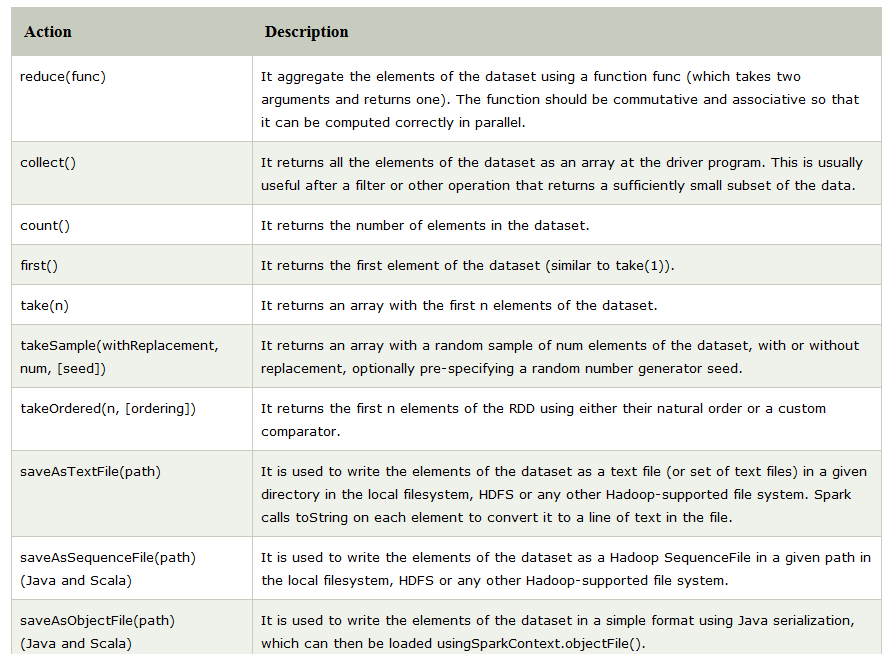 Action Description
reduce(func) It aggregate the elements of the dataset using a function func (which takes two
arguments and returns one). The function should be commutative and associative so that
it can be computed correctly in parallel.
collect() It returns all the elements of the dataset as an array at the driver program. This is usually
useful after a filter or other operation that returns a sufficiently small subset of the data.
count() It returns the number of elements in the dataset.
first() It returns the first element of the dataset (similar to take(1)).
take(n) It returns an array with the first n elements of the dataset.
takeSample(withReplacement, It returns an array with a random sample of num elements of the dataset, with or without
num, [seed]) replacement, optionally pre-specifying a random number generator seed.
takeOrdered(n, [ordering]) It returns the first n elements of the RDD using either their natural order or a custom
comparator.
saveAsTextFile(path) It is used to write the elements of the dataset as a text file (or set of text files) in a given
directory in the local filesystem, HDFS or any other Hadoop-supported file system. Spark
calls toString on each element to convert it to a line of text in the file.
saveAsSequenceFile(path) It is used to write the elements of the dataset as a Hadoop SequenceFile in a given path in
(Java and Scala) the local filesystem, HDFS or any other Hadoop-supported file system.
saveAsObjectFile(path) It is used to write the elements of the dataset in a simple format using Java serialization,
(Java and Scala) which can then be loaded usingSparkContext.objectFile().